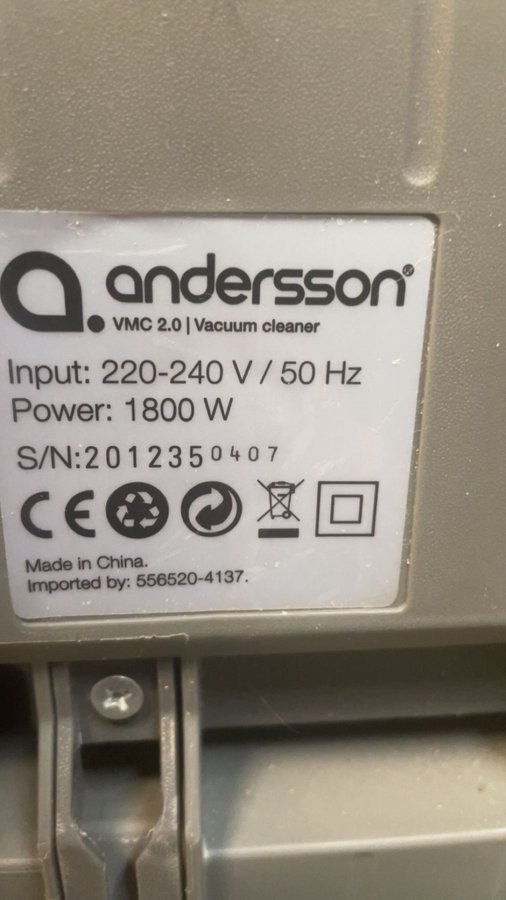 andersson®
VMC 2.0 | Vacuum cleaner
Input: 220-240 V / 50 Hz
Power: 1800 W
S/N:2012350407
CE
Made in China.
Imported by: 556520-4137.